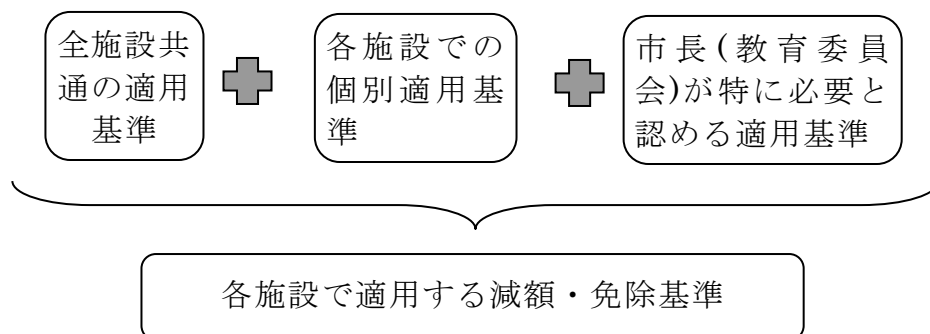 全施設共
通の適用
基準
各施設での
個別適用基
準
市長(教育委員
会)が特に必要と
認める適用基準
各施設で適用する減額・免除基準